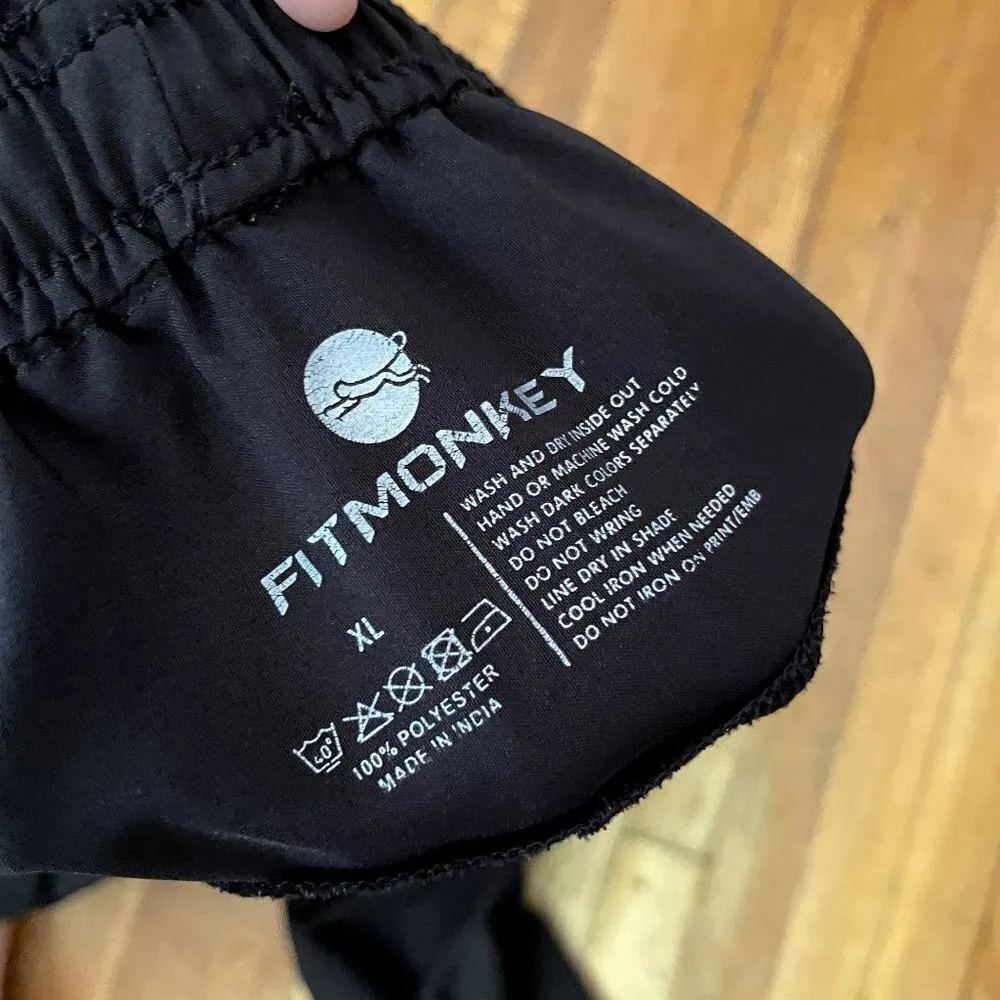 FITMONKEY
XL
40°
100% POLYESTER
MADE IN INDIA
WASH AND DRY INSIDE OUT
HAND OR MACHINE WASH COLD
WASH DARK COLORS SEPARATELY
DO NOT BLEACH
DO NOT WRING
LINE DRY IN SHADE
COOL IRON WHEN NEEDED
DO NOT IRON ON PRINT/EMB